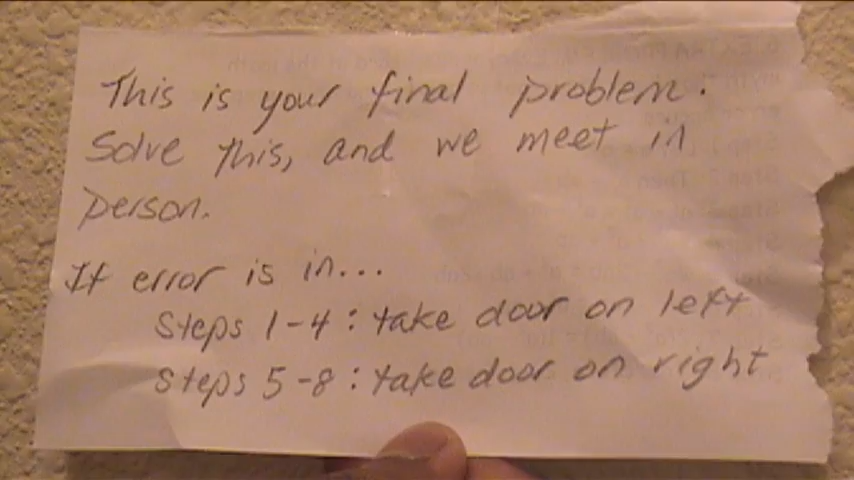 This is your final problem.
Solve this, and we meet in
person.
If error is in...
Steps 1-4: take door on left
Steps 5-8: take door on right